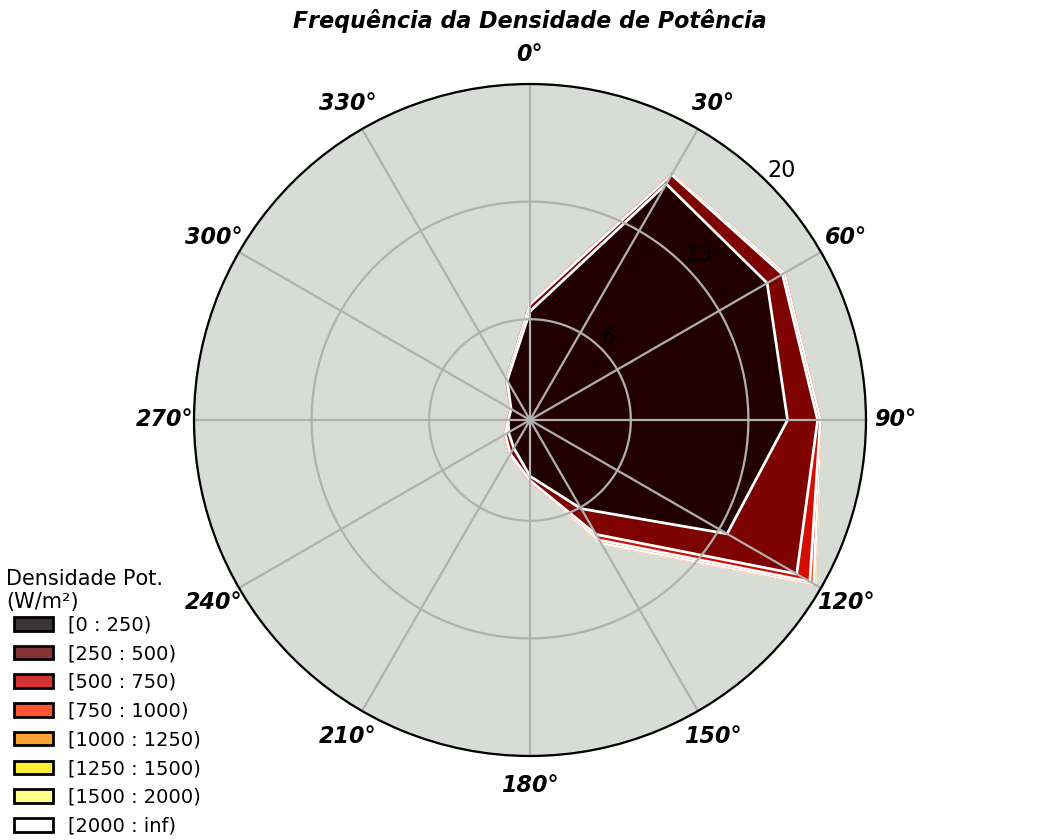 Frequência da Densidade de Potência
0°
330°
30°
20
300°
60°
13
6
270°
90°
240°
120°
210°
150°
180°
Densidade Pot.
(W/m²)
[0 : 250)
[250 : 500)
[500 : 750)
[750 : 1000)
[1000 : 1250)
[1250 : 1500)
[1500 : 2000)
[2000 : inf)